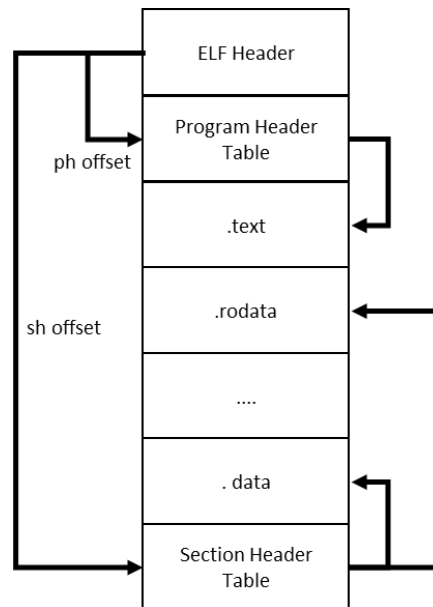 ELF Header
Program Header
Table
ph offset
.text
.rodata
sh offset
....
. data
Section Header
Table